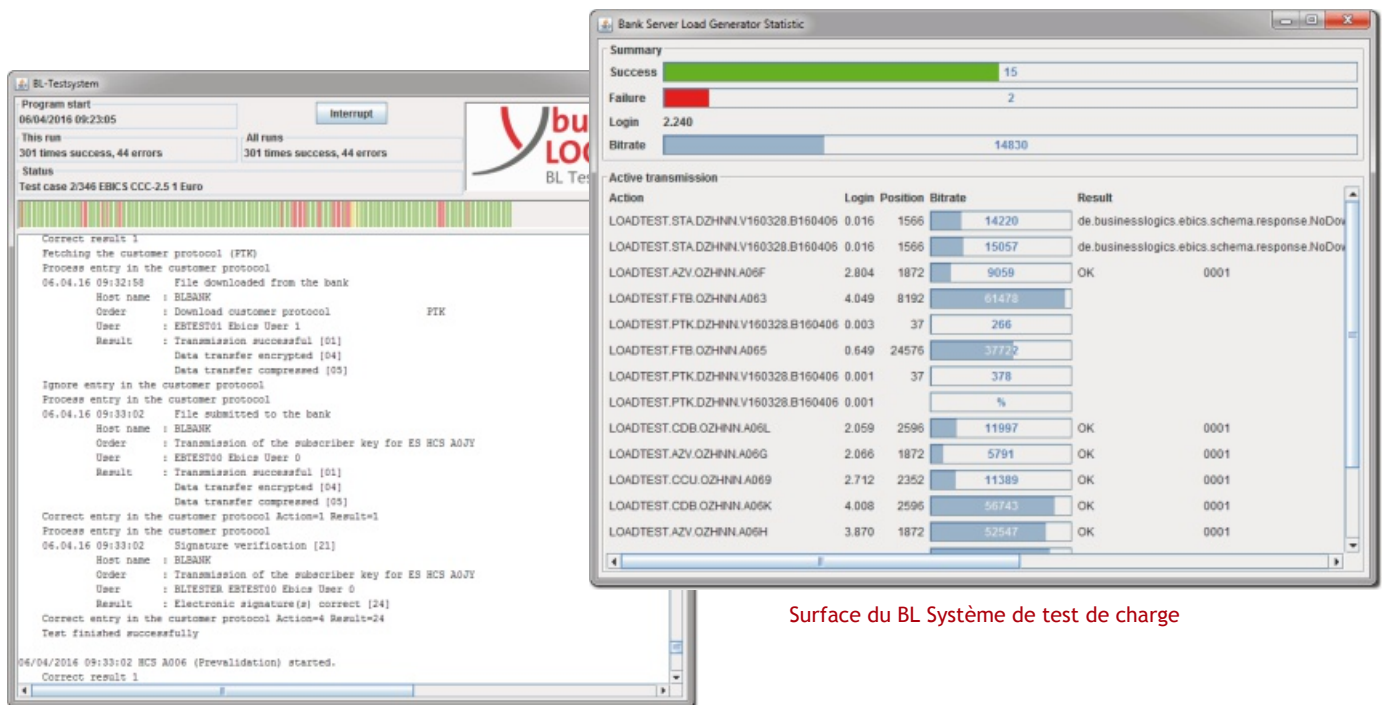 BL-Testsystem
Program start
06/04/2016 09:23:05
Interrupt
This run
301 times success, 44 errors
All runs
301 times success, 44 errors
Status
Test case 2/346 EBICS CCC-2.5 1 Euro
Correct result 1
Fetching the customer protocol (PTK)
Process entry in the customer protocol
06.04.16 09:32:58 File downloaded from the bank
Host name : BLBANK
Order : Download customer protocol PTK
User : EBTEST01 Ebics User 1
Result : Transmission successful [01]
Data transfer encrypted [04]
Data transfer compressed [05]
Ignore entry in the customer protocol
Process entry in the customer protocol
06.04.16 09:33:02 File submitted to the bank
Host name : BLBANK
Order : Transmission of the subscriber key for ES HCS A0JY
User : EBTEST00 Ebics User 0
Result : Transmission successful [01]
Data transfer encrypted [04]
Data transfer compressed [05]
Correct entry in the customer protocol Action=1 Result=1
Process entry in the customer protocol
06.04.16 09:33:02 Signature verification [21]
Host name : BLBANK
Order : Transmission of the subscriber key for ES HCS A0JY
User : BLTESTER EBTEST00 Ebics User 0
Result : Electronic signature(s) correct [24]
Correct entry in the customer protocol Action=4 Result=24
Test finished successfully
06/04/2016 09:33:02 HCS A006 (Prevalidation) started.
Correct result 1
Bank Server Load Generator Statistic
Summary
Success 15
Failure 2
Login 2.240
Bitrate 14830
Active transmission
Action Login Position Bitrate Result
LOADTEST.STA.DZHNN.V160328.B160406 0.016 1566 14220 de.businesslogics.ebics.schema.response.NoDow
LOADTEST.STA.DZHNN.V160328.B160406 0.016 1566 15057 de.businesslogics.ebics.schema.response.NoDow
LOADTEST.AZV.OZHNN.A06F 2.804 1872 9059 OK 0001
LOADTEST.FTB.OZHNN.A063 4.049 8192 61478
LOADTEST.PTK.DZHNN.V160328.B160406 0.003 37 266
LOADTEST.FTB.OZHNN.A065 0.649 24576 37722
LOADTEST.PTK.DZHNN.V160328.B160406 0.001 37 378
LOADTEST.PTK.DZHNN.V160328.B160406 0.001 %
LOADTEST.CDB.OZHNN.A06L 2.059 2596 11997 OK 0001
LOADTEST.AZV.OZHNN.A06G 2.066 1872 5791 OK 0001
LOADTEST.CCU.OZHNN.A069 2.712 2352 11389 OK 0001
LOADTEST.CDB.OZHNN.A06K 4.008 2596 56743 OK 0001
LOADTEST.AZV.OZHNN.A06H 3.870 1872 52547 OK 0001
Surface du BL Système de test de charge